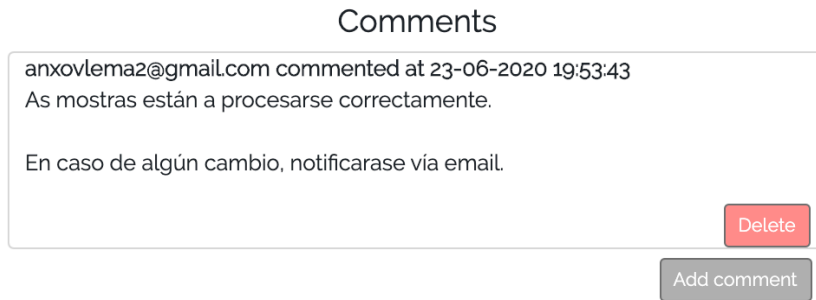 Comments
anxovlema2@gmail.com commented at 23-06-2020 19:53:43
As mostras están a procesarse correctamente.
En caso de algún cambio, notificarase vía email.
Delete
Add comment